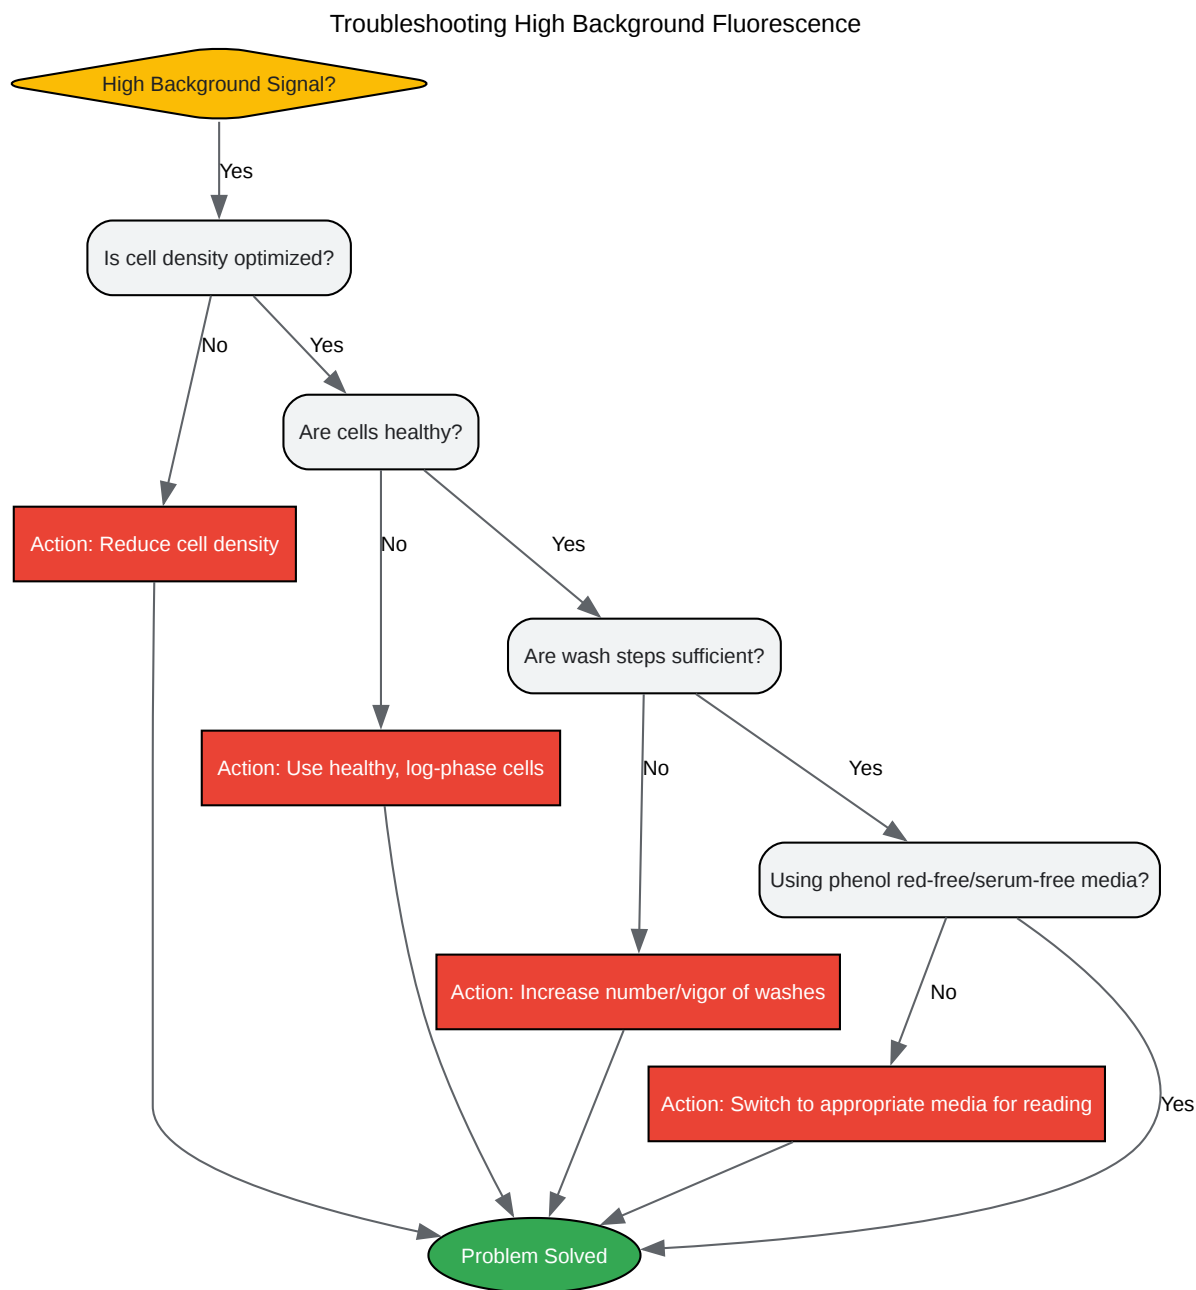 Troubleshooting High Background Fluorescence
High Background Signal?
Yes
Is cell density optimized?
No
Yes
Are cells healthy?
Action: Reduce cell density
No
Yes
Are wash steps sufficient?
Action: Use healthy, log-phase cells
No
Yes
Using phenol red-free/serum-free media?
Action: Increase number/vigor of washes
No
Action: Switch to appropriate media for reading
Yes
Problem Solved